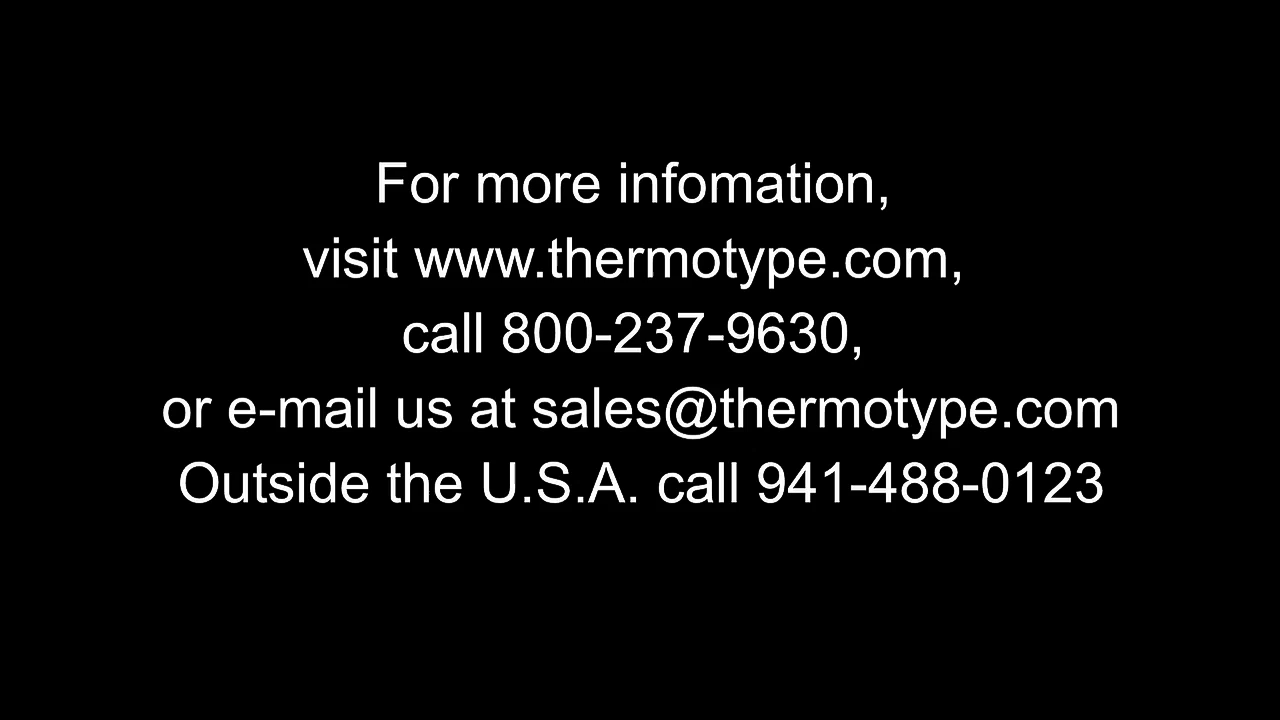 For more infomation,
visit www.thermotype.com,
call 800-237-9630,
or e-mail us at sales@thermotype.com
Outside the U.S.A. call 941-488-0123